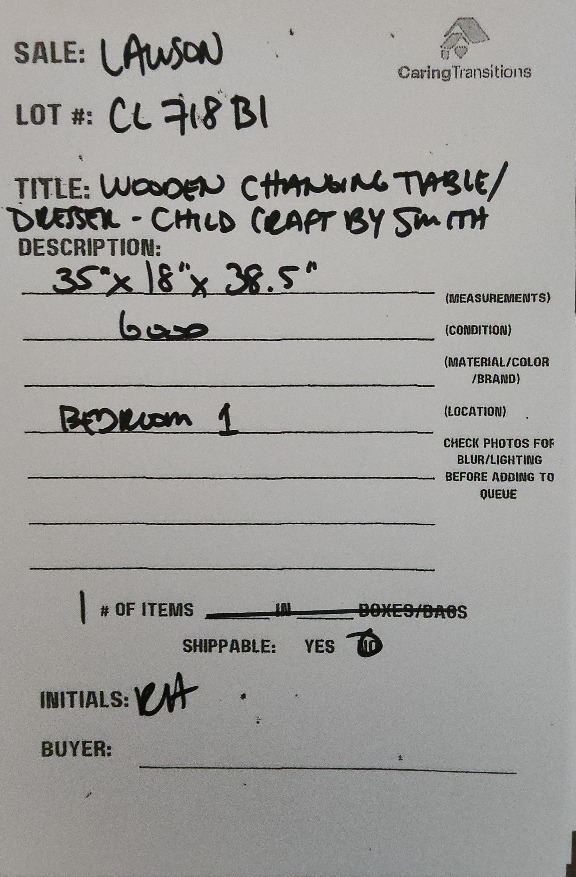 SALE: LAWSON
CaringTransitions
LOT #: CL 718 B1
TITLE: WOODEN CHANGING TABLE/
DRESSER - CHILD CRAFT BY SMITH
DESCRIPTION:
35" x 18" x 38.5"
(MEASUREMENTS)
GOOD (CONDITION)
(MATERIAL/COLOR
/BRAND)
BEDROOM 1 (LOCATION)
CHECK PHOTOS FOR
BLUR/LIGHTING
BEFORE ADDING TO
QUEUE
1 # OF ITEMS IN BOXES/BAGS
SHIPPABLE: YES NO
INITIALS: RH
BUYER: